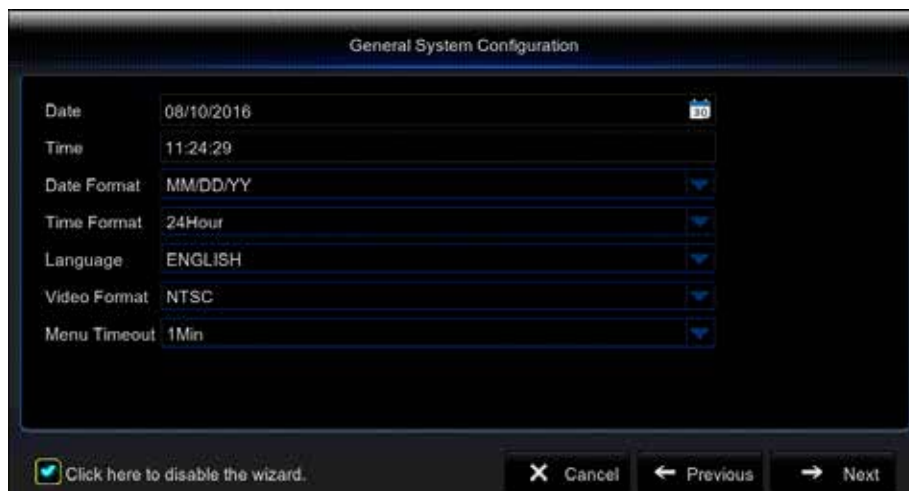 General System Configuration
Date 08/10/2016 30
Time 11:24:29
Date Format MM/DD/YY
Time Format 24Hour
Language ENGLISH
Video Format NTSC
Menu Timeout 1Min
Click here to disable the wizard. Cancel Previous Next